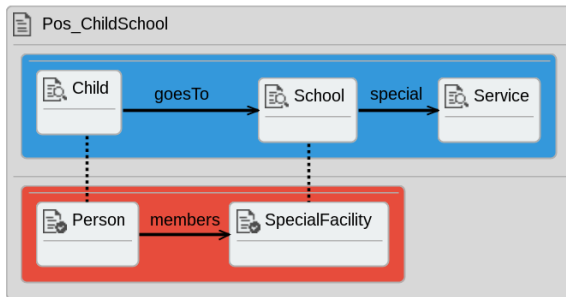 Pos_ChildSchool
Child goesTo School special Service
Person members SpecialFacility